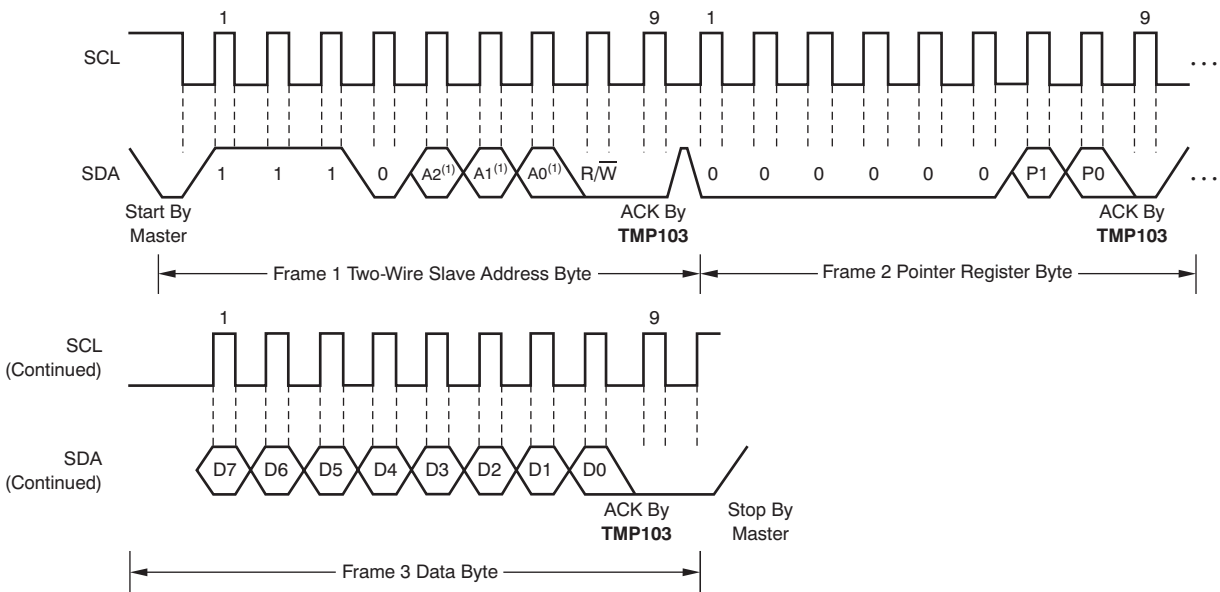 1 9 1 9
SCL ...
SDA 1 1 1 0 A2(1) A1(1) A0(1) R/W̅ 0 0 0 0 0 0 P1 P0 ...
Start By
Master
ACK By
TMP103
ACK By
TMP103
Frame 1 Two-Wire Slave Address Byte
Frame 2 Pointer Register Byte
1 9
SCL
(Continued)
SDA
(Continued)
D7 D6 D5 D4 D3 D2 D1 D0
ACK By
TMP103
Stop By
Master
Frame 3 Data Byte